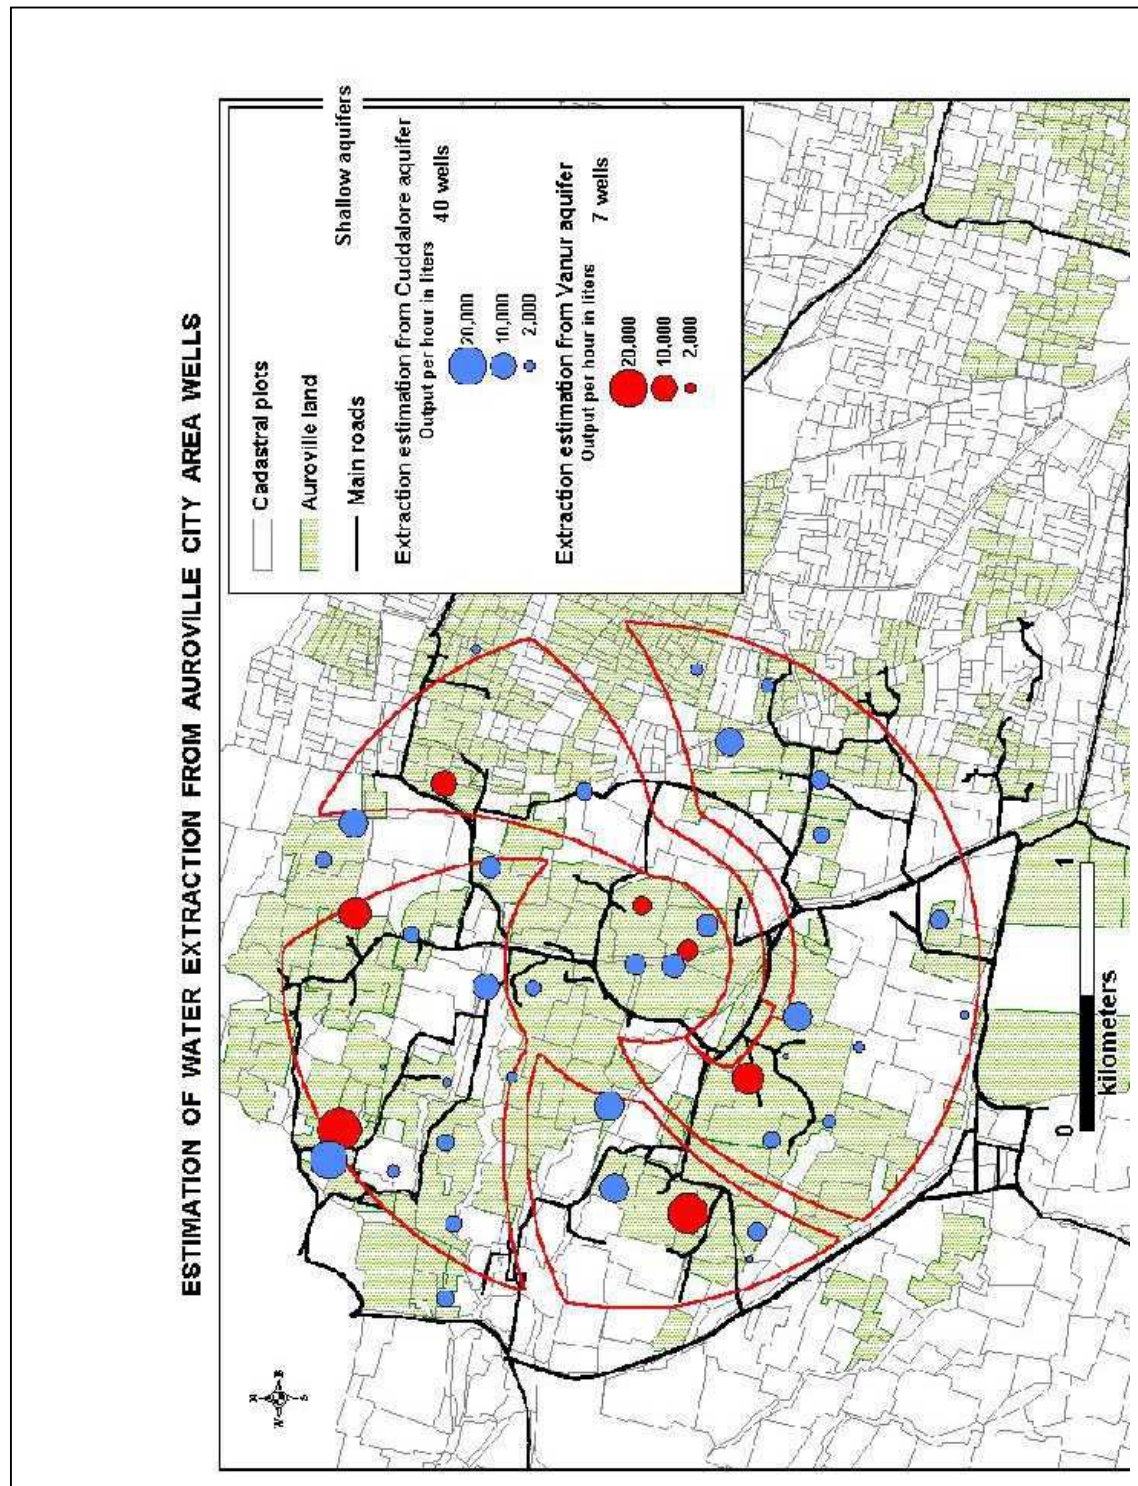 ESTIMATION OF WATER EXTRACTION FROM AUROVILLE CITY AREA WELLS
Cadastral plots
Auroville land
Main roads
Shallow aquifers
Extraction estimation from Cuddalore aquifer
Output per hour in liters
40 wells
20,000
10,000
2,000
Extraction estimation from Vanur aquifer
Output per hour in liters
7 wells
20,000
10,000
2,000
N
W
E
S
0
1
kilometers